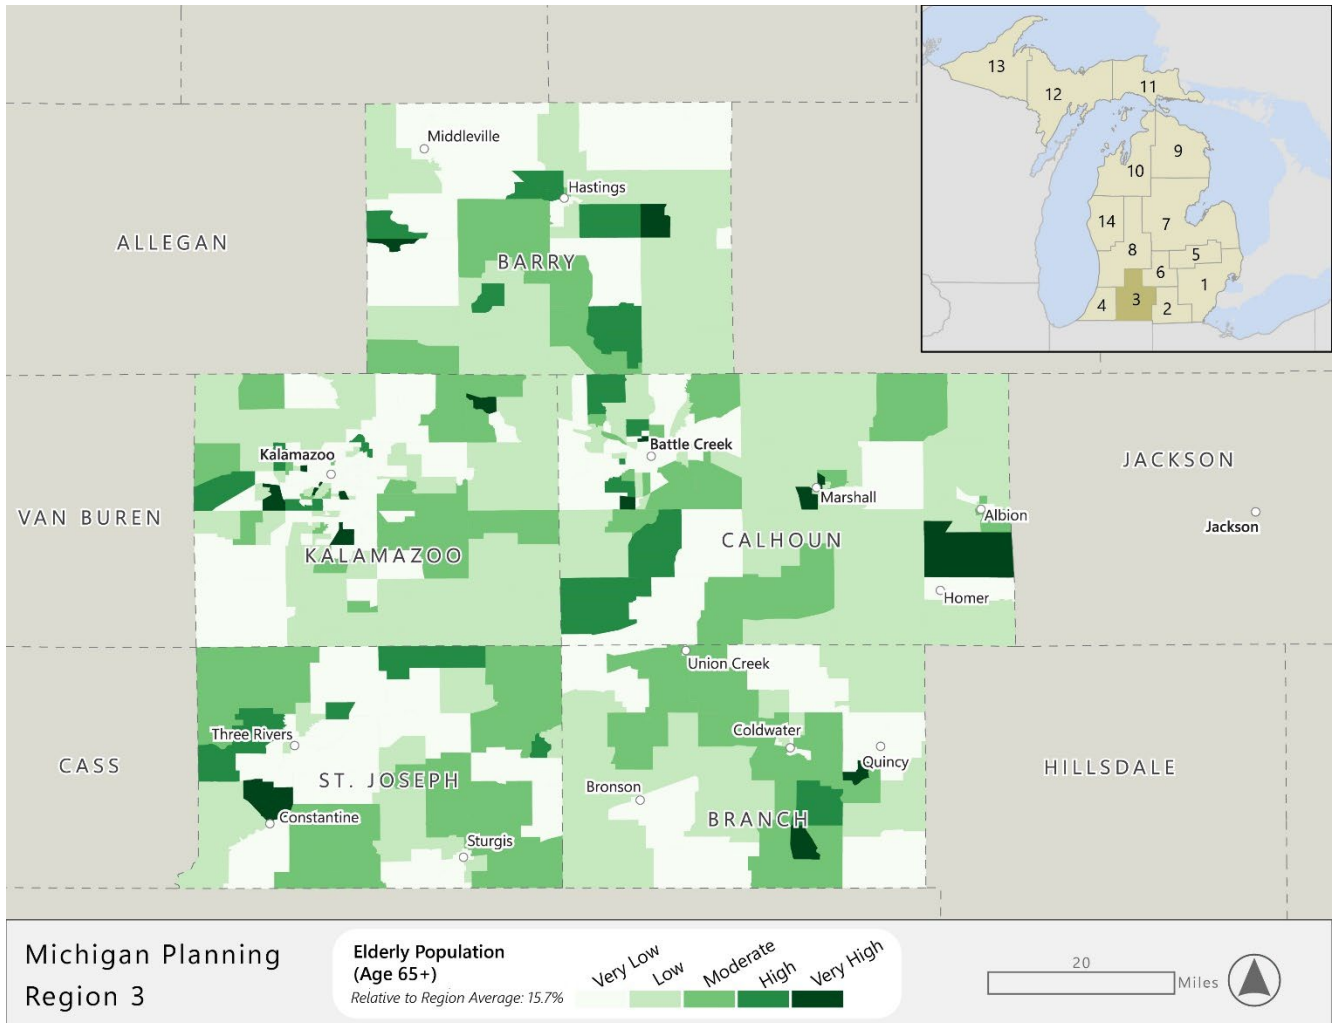 13
12
11
9
10
14
7
8
5
6
1
4
3
2
Middleville
Hastings
ALLEGAN
BARRY
Kalamazoo
Battle Creek
JACKSON
Marshall
VAN BUREN
Albion
Jackson
KALAMAZOO
CALHOUN
Homer
Union Creek
Three Rivers
Coldwater
CASS
ST. JOSEPH
Quincy
HILLSDALE
Bronson
Constantine
BRANCH
Sturgis
Michigan Planning
Region 3
Elderly Population
(Age 65+)
Relative to Region Average: 15.7%
Very Low
Low
Moderate
High
Very High
20
Miles